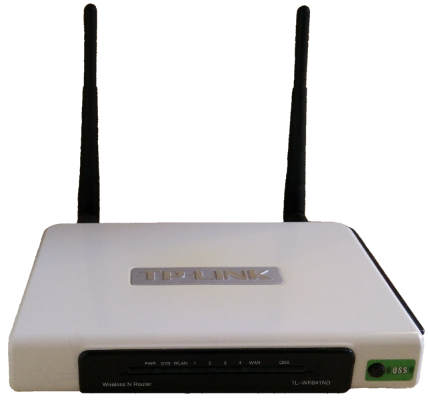 TP-LINK
PWR SYS WLAN 1 2 3 4 WAN QSS
Wireless N Router TL-WR841ND
QSS